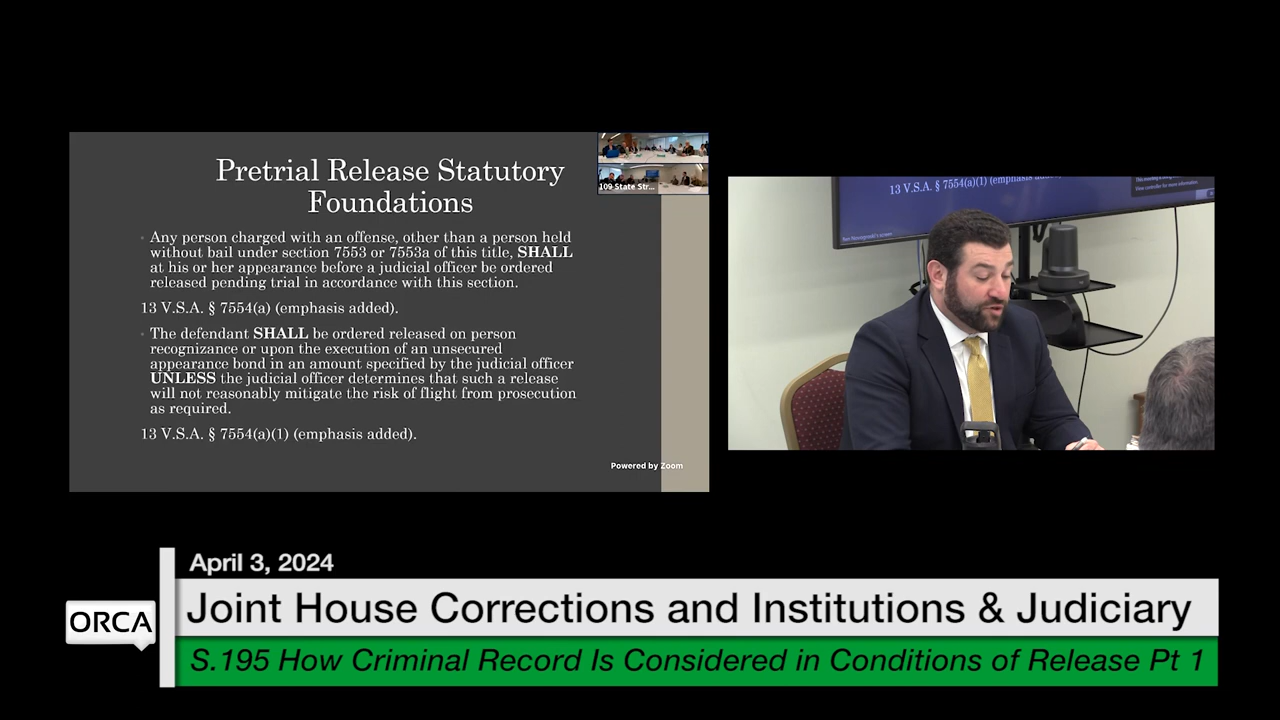 Pretrial Release Statutory
Foundations
109 State Str...
Any person charged with an offense, other than a person held
without bail under section 7553 or 7553a of this title, SHALL
at his or her appearance before a judicial officer be ordered
released pending trial in accordance with this section.
13 V.S.A. § 7554(a) (emphasis added).
The defendant SHALL be ordered released on person
recognizance or upon the execution of an unsecured
appearance bond in an amount specified by the judicial officer
UNLESS the judicial officer determines that such a release
will not reasonably mitigate the risk of flight from prosecution
as required.
13 V.S.A. § 7554(a)(1) (emphasis added).
Powered by Zoom
13 V.S.A. § 7554(a)(1) (emphasis added).
April 3, 2024
ORCA
Joint House Corrections and Institutions & Judiciary
S.195 How Criminal Record Is Considered in Conditions of Release Pt 1